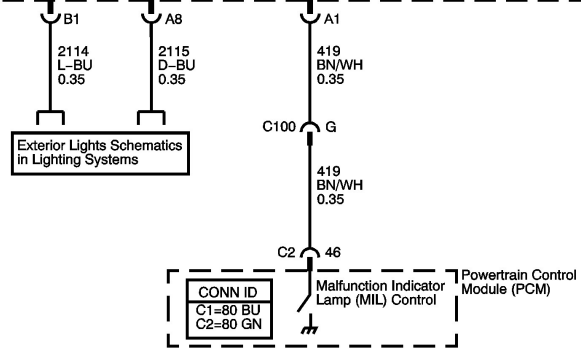 B1
A8
A1
2114
L-BU
0.35
2115
D-BU
0.35
419
BN/WH
0.35
C100
G
Exterior Lights Schematics
in Lighting Systems
419
BN/WH
0.35
C2
46
CONN ID
C1=80 BU
C2=80 GN
Malfunction Indicator
Lamp (MIL) Control
Powertrain Control
Module (PCM)